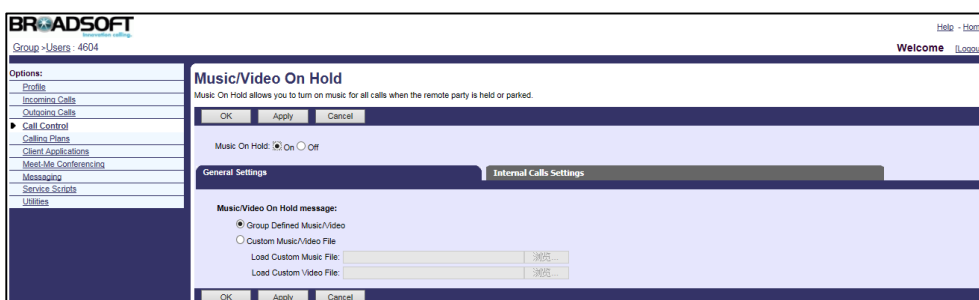 BROADSOFT
innovation calling.
Help - Hom
Group >Users : 4604
Welcome [Logou
Options:
Profile
Incoming Calls
Outgoing Calls
Call Control
Calling Plans
Client Applications
Meet-Me Conferencing
Messaging
Service Scripts
Utilities
Music/Video On Hold
Music On Hold allows you to turn on music for all calls when the remote party is held or parked.
OK Apply Cancel
Music On Hold: On Off
General Settings Internal Calls Settings
Music/Video On Hold message:
Group Defined Music/Video
Custom Music/Video File
Load Custom Music File: 浏览...
Load Custom Video File: 浏览...
OK Apply Cancel